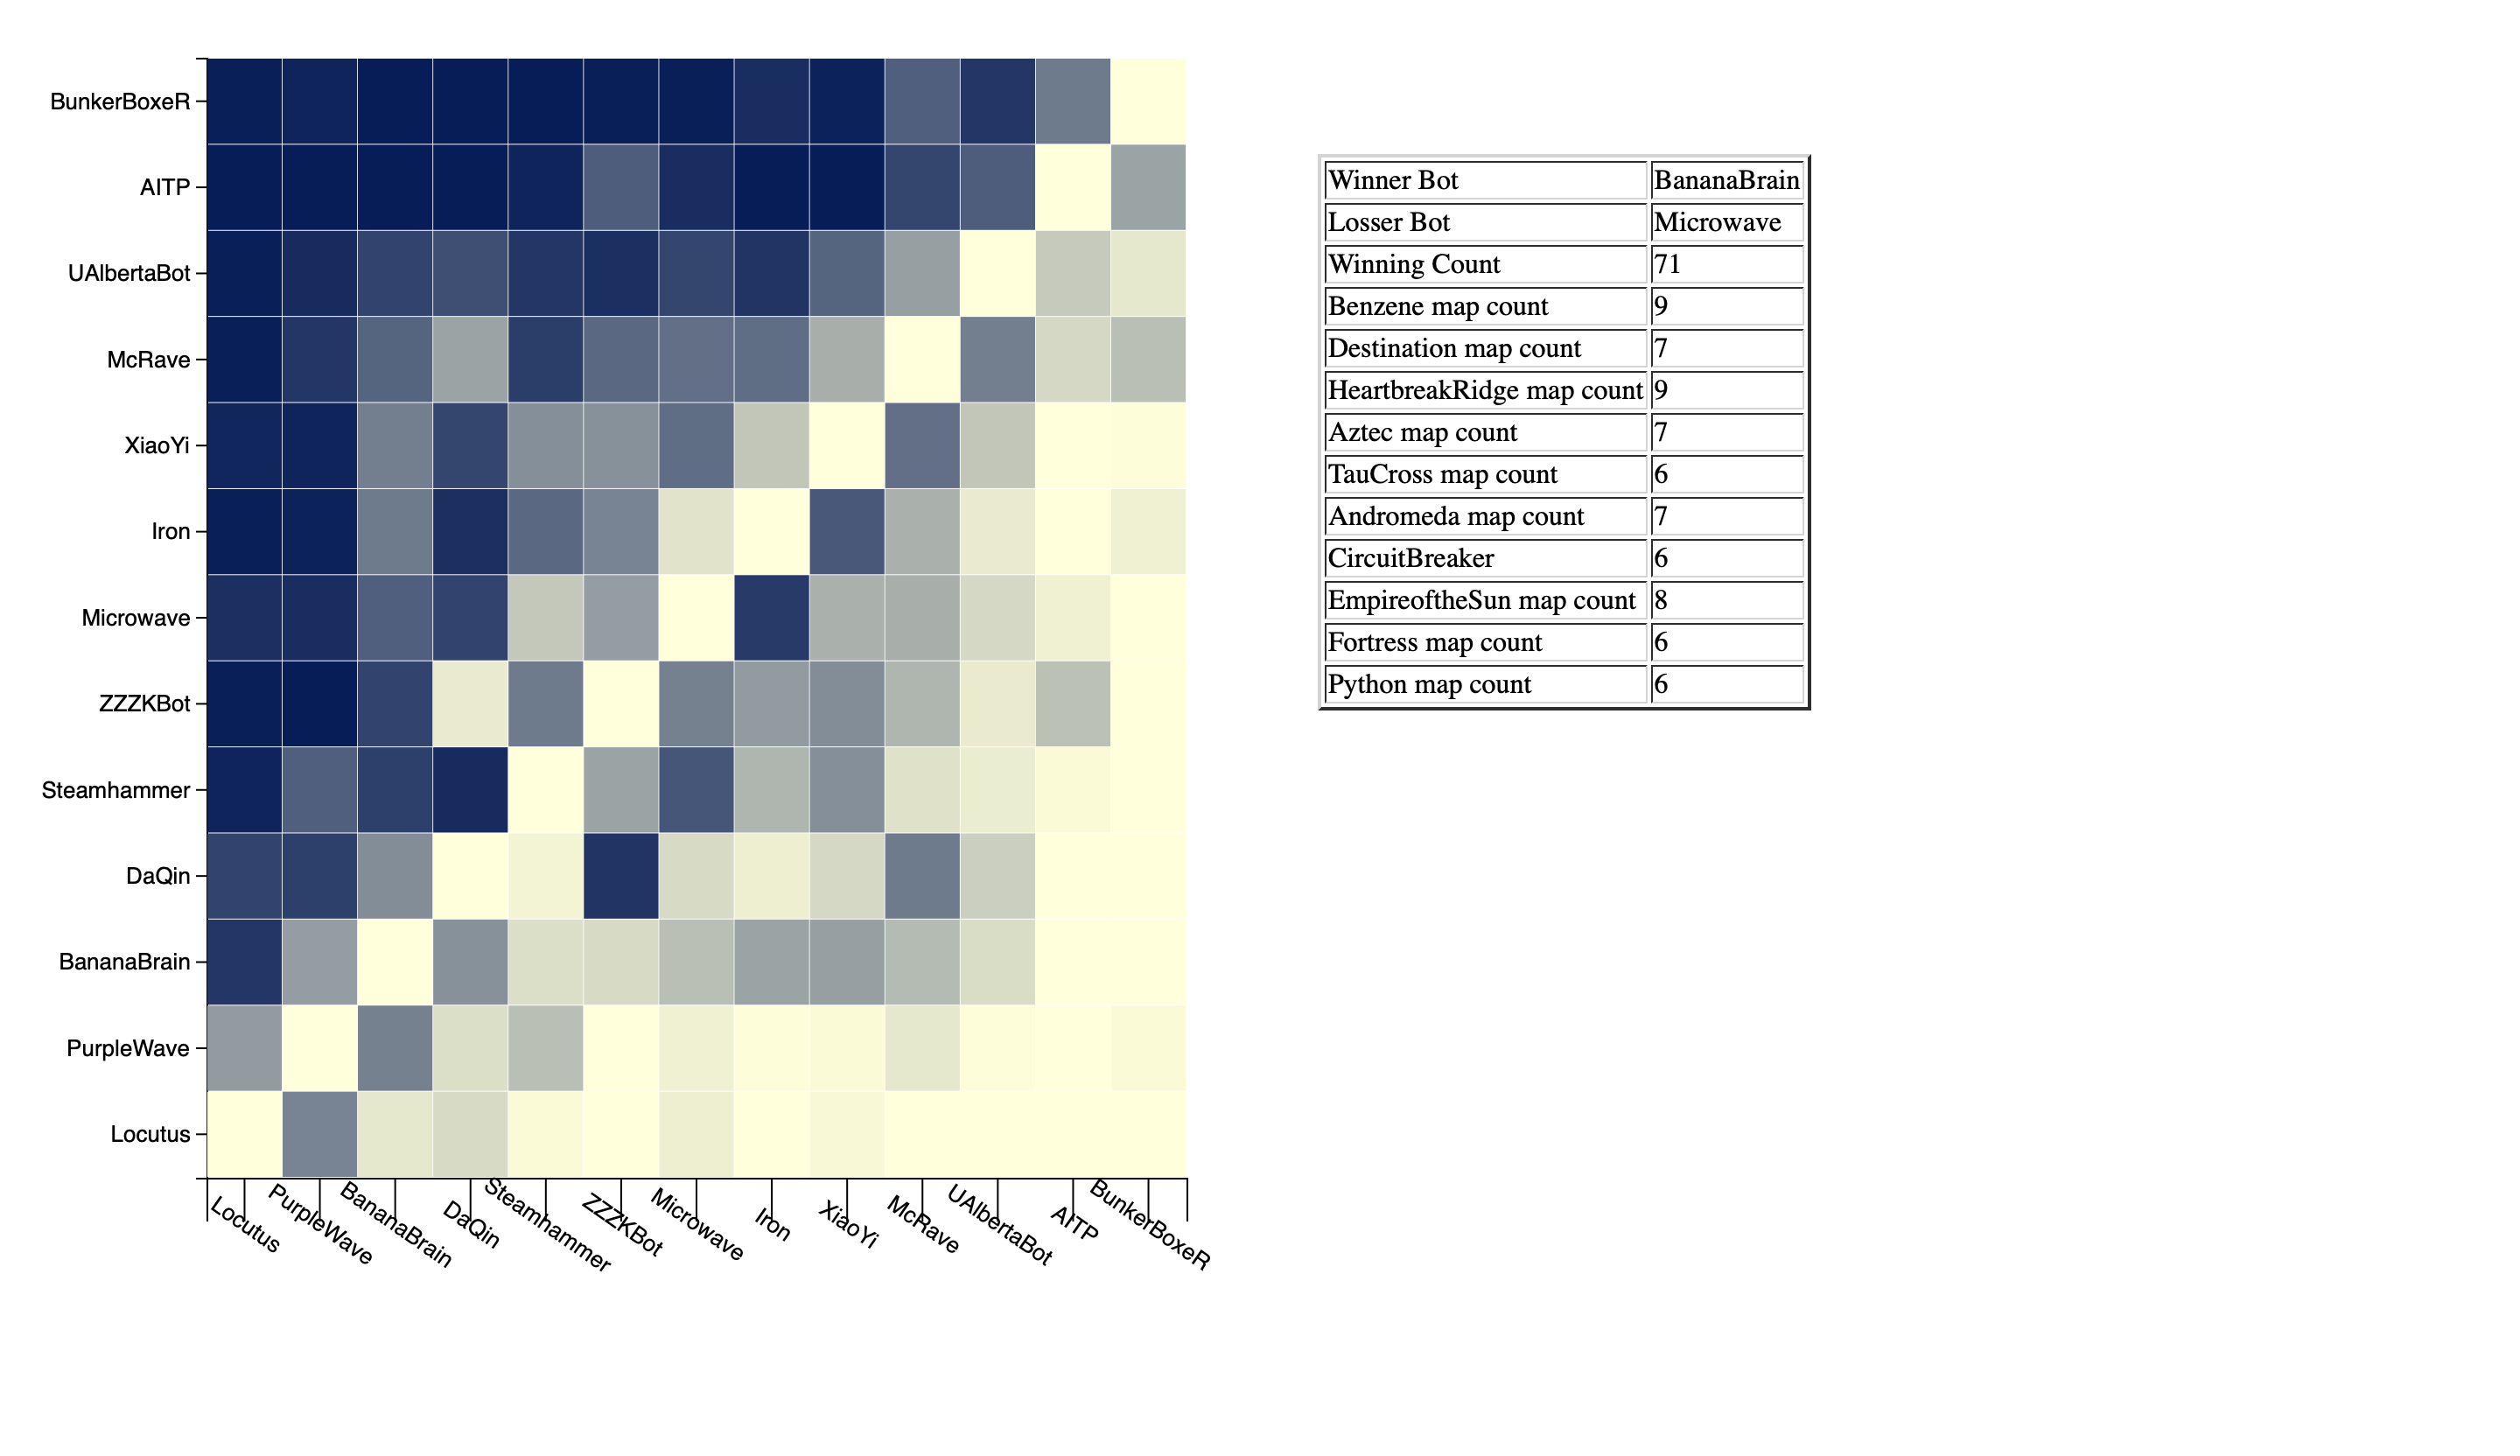 BunkerBoxeR
AITP
UAlbertaBot
McRave
XiaoYi
Iron
Microwave
ZZZKBot
Steamhammer
DaQin
BananaBrain
PurpleWave
Locutus
Locutus
PurpleWave
BananaBrain
DaQin
Steamhammer
ZZZKBot
Microwave
Iron
XiaoYi
McRave
UAlbertaBot
AITP
BunkerBoxeR
Winner Bot BananaBrain
Losser Bot Microwave
Winning Count 71
Benzene map count 9
Destination map count 7
HeartbreakRidge map count 9
Aztec map count 7
TauCross map count 6
Andromeda map count 7
CircuitBreaker 6
EmpireoftheSun map count 8
Fortress map count 6
Python map count 6